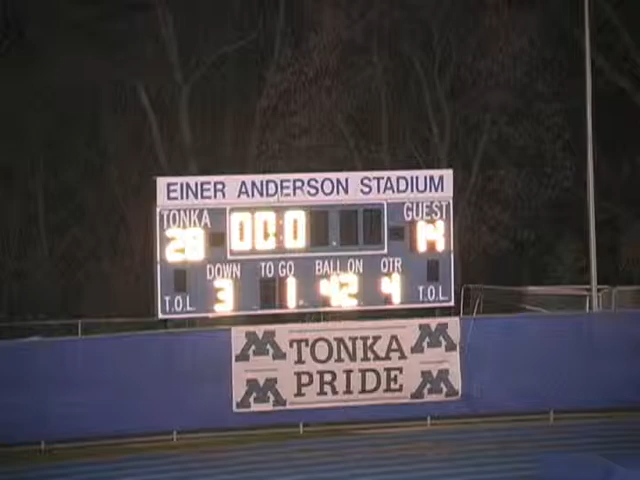 EINER ANDERSON STADIUM
TONKA GUEST
28 00:0 14
DOWN TO GO BALL ON QTR
3 1 42 4
T.O.L. T.O.L.
M TONKA M
M PRIDE M